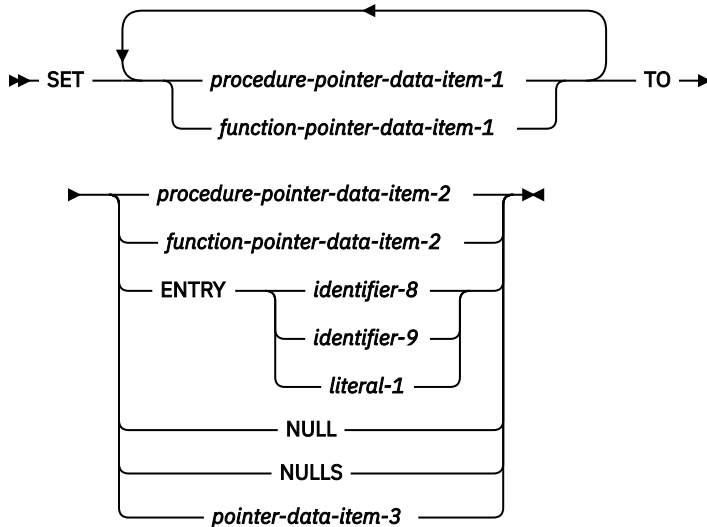 SET procedure-pointer-data-item-1 TO
function-pointer-data-item-1
procedure-pointer-data-item-2
function-pointer-data-item-2
ENTRY identifier-8
identifier-9
literal-1
NULL
NULLS
pointer-data-item-3